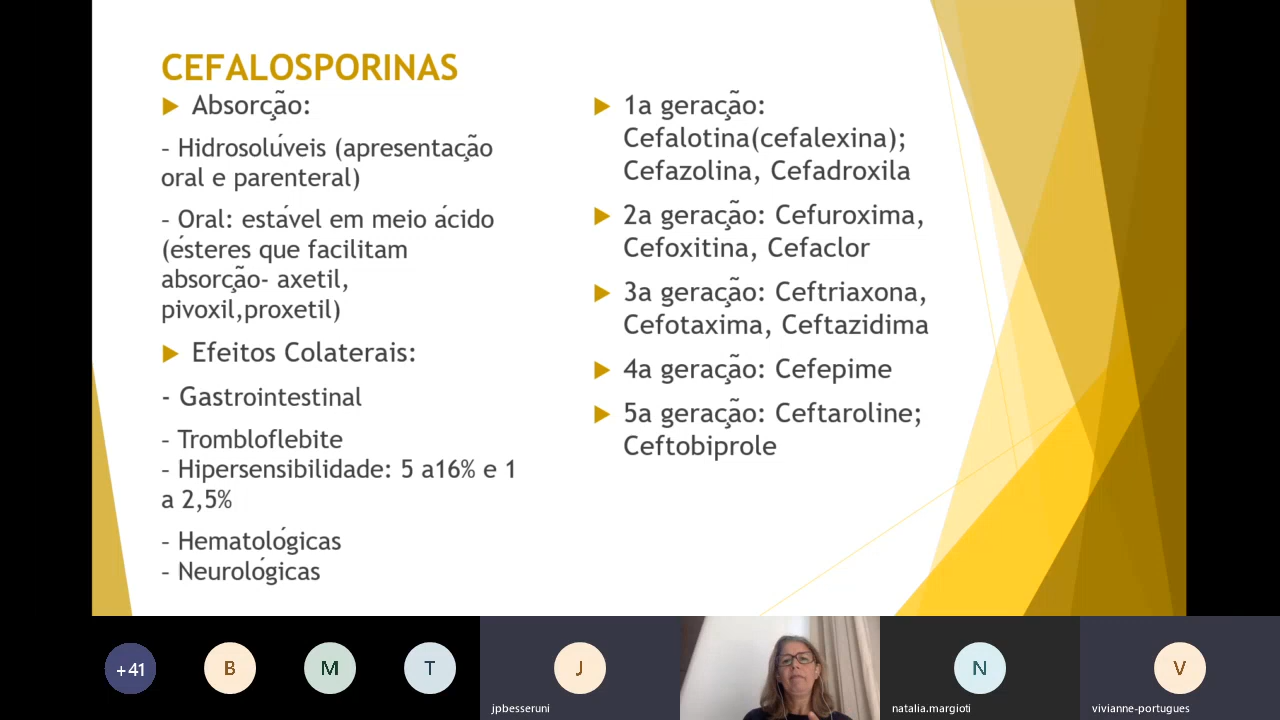 CEFALOSPORINAS
Absorção:
- Hidrosolúveis (apresentação
oral e parenteral)
- Oral: estável em meio ácido
(ésteres que facilitam
absorção- axetil,
pivoxil,proxetil)
Efeitos Colaterais:
- Gastrointestinal
- Trombloflebite
- Hipersensibilidade: 5 a16% e 1
a 2,5%
- Hematológicas
- Neurológicas
1a geração:
Cefalotina(cefalexina);
Cefazolina, Cefadroxila
2a geração: Cefuroxima,
Cefoxitina, Cefaclor
3a geração: Ceftriaxona,
Cefotaxima, Ceftazidima
4a geração: Cefepime
5a geração: Ceftaroline;
Ceftobiprole
+41
B
M
T
J
N
V
jpbesseruni
natalia.margioti
vivianne-portugues